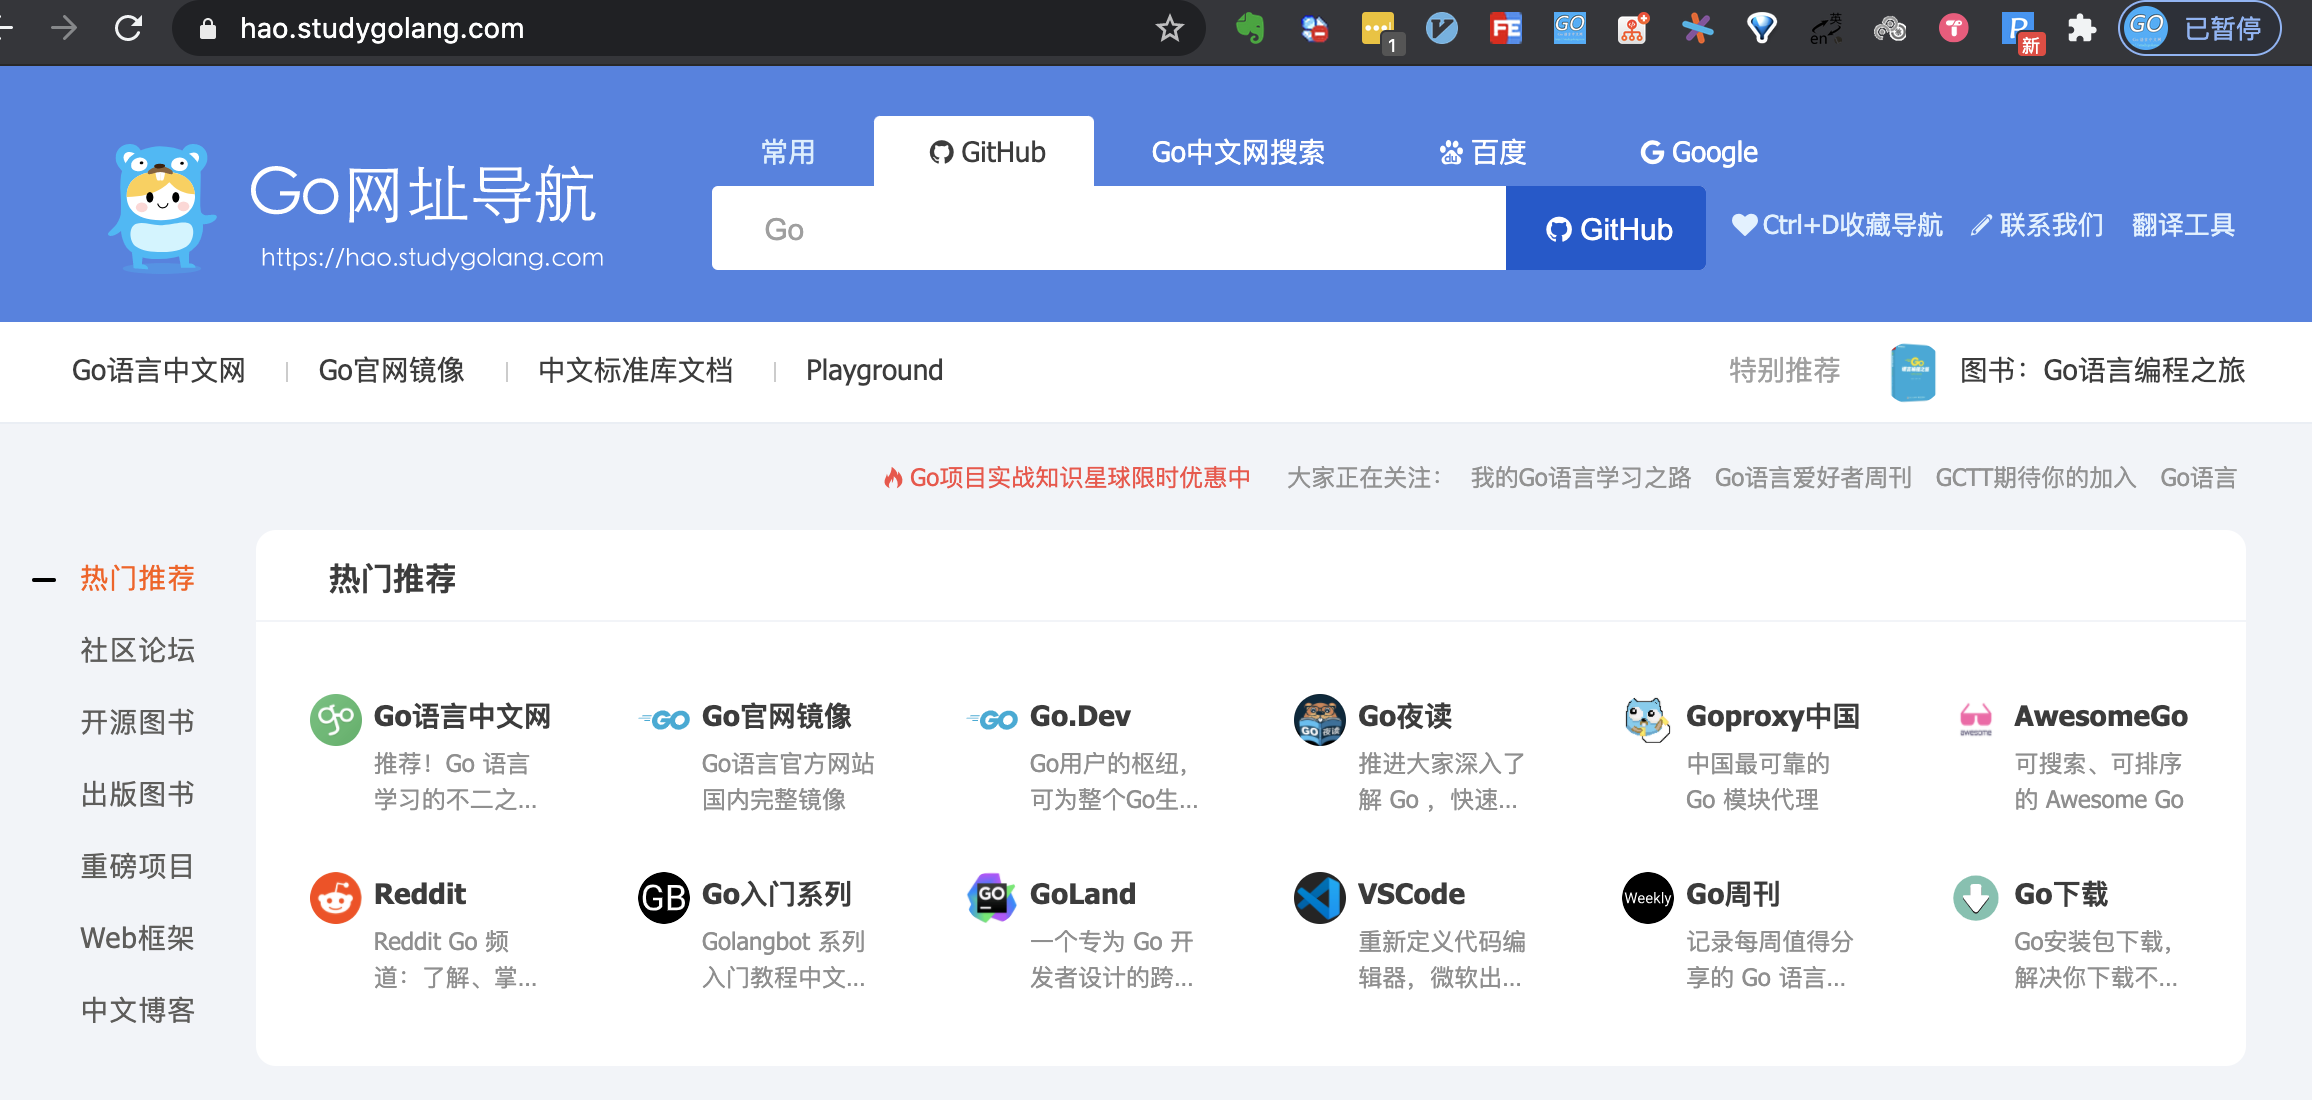 hao.studygolang.com
1
FE
GO
英
en
P
新
GO
已暂停
常用
GitHub
Go中文网搜索
百度
Google
Go网址导航
https://hao.studygolang.com
Go
GitHub
Ctrl+D收藏导航
联系我们
翻译工具
Go语言中文网
Go官网镜像
中文标准库文档
Playground
特别推荐
图书：Go语言编程之旅
Go项目实战知识星球限时优惠中
大家正在关注：
我的Go语言学习之路
Go语言爱好者周刊
GCTT期待你的加入
Go语言
热门推荐
社区论坛
开源图书
出版图书
重磅项目
Web框架
中文博客
热门推荐
go
Go语言中文网
推荐！Go 语言
学习的不二之...
GO
Go官网镜像
Go语言官方网站
国内完整镜像
GO
Go.Dev
Go用户的枢纽，
可为整个Go生...
GO 夜读
Go夜读
推进大家深入了
解 Go ，快速...
Goproxy中国
中国最可靠的
Go 模块代理
awesome
AwesomeGo
可搜索、可排序
的 Awesome Go
Reddit
Reddit Go 频
道：了解、掌...
GB
Go入门系列
Golangbot 系列
入门教程中文...
GO
GoLand
一个专为 Go 开
发者设计的跨...
VSCode
重新定义代码编
辑器，微软出...
Weekly
Go周刊
记录每周值得分
享的 Go 语言...
Go下载
Go安装包下载，
解决你下载不...